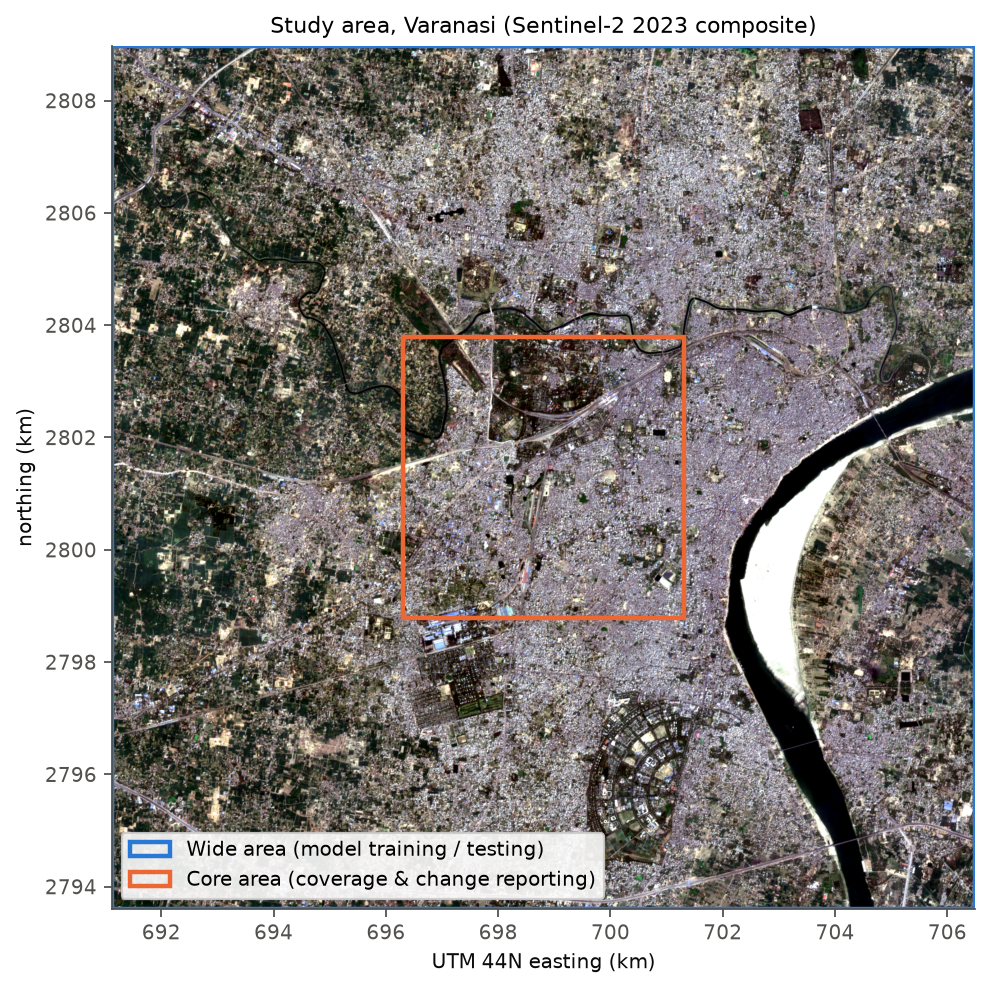 Study area, Varanasi (Sentinel-2 2023 composite)
2808
2806
2804
2802
2800
2798
2796
2794
northing (km)
Wide area (model training / testing)
Core area (coverage & change reporting)
692 694 696 698 700 702 704 706
UTM 44N easting (km)